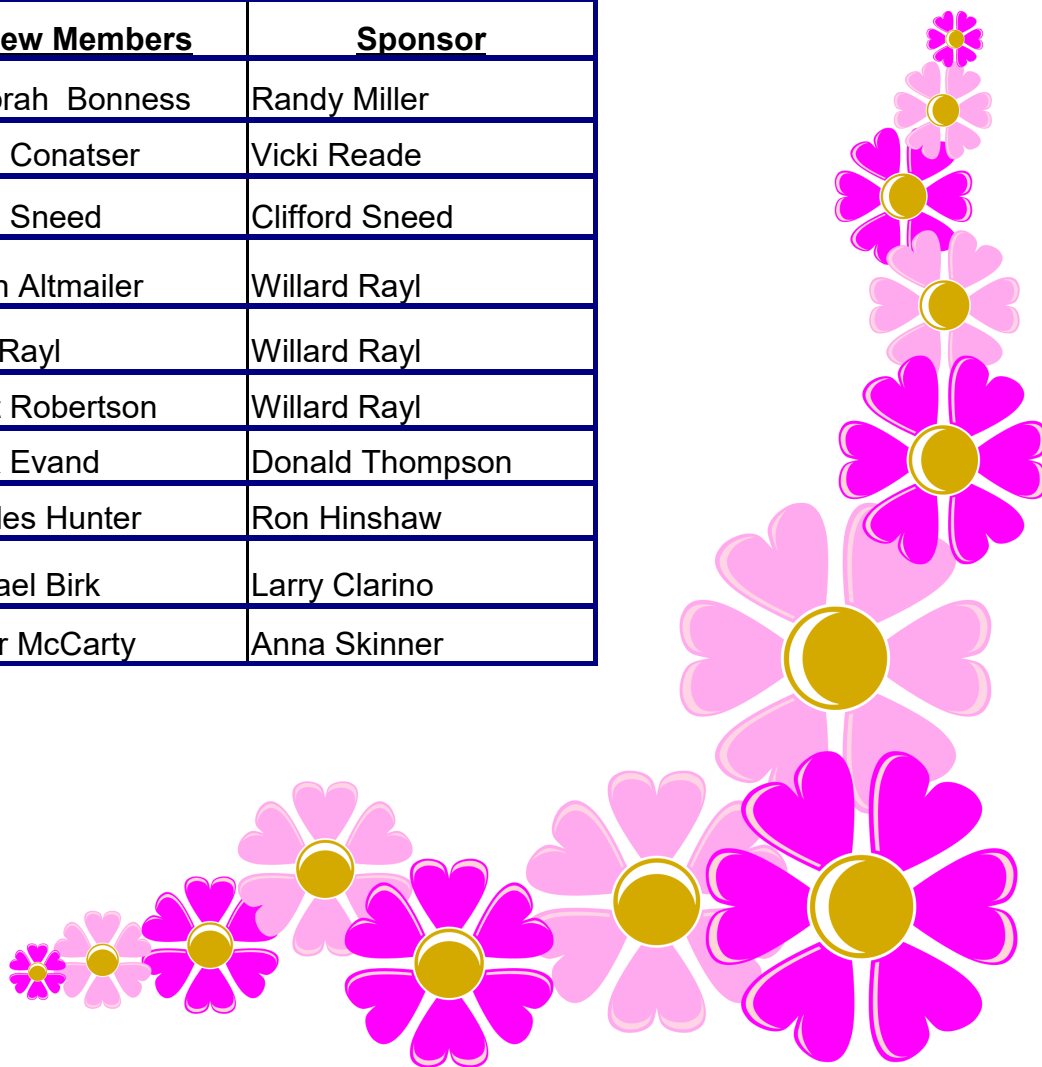 ew Members Sponsor
orah Bonness Randy Miller
Conatser Vicki Reade
Sneed Clifford Sneed
n Altmailer Willard Rayl
Rayl Willard Rayl
Robertson Willard Rayl
Evand Donald Thompson
les Hunter Ron Hinshaw
ael Birk Larry Clarino
r McCarty Anna Skinner